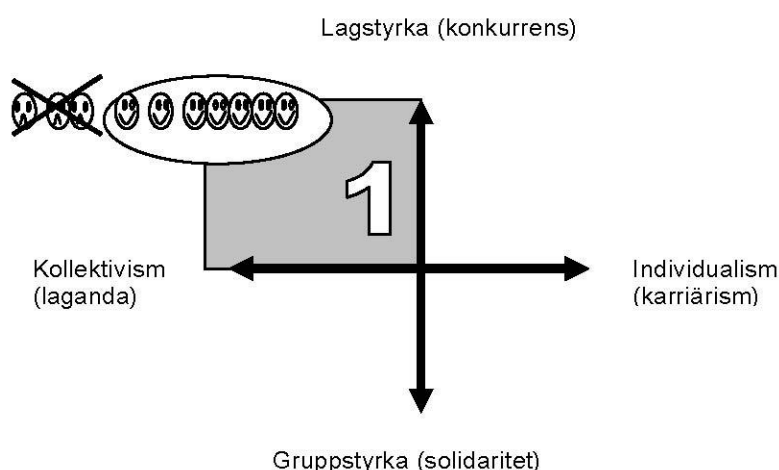 Lagstyrka (konkurrens)
1
Kollektivism
(laganda)
Individualism
(karriärism)
Gruppstyrka (solidaritet)